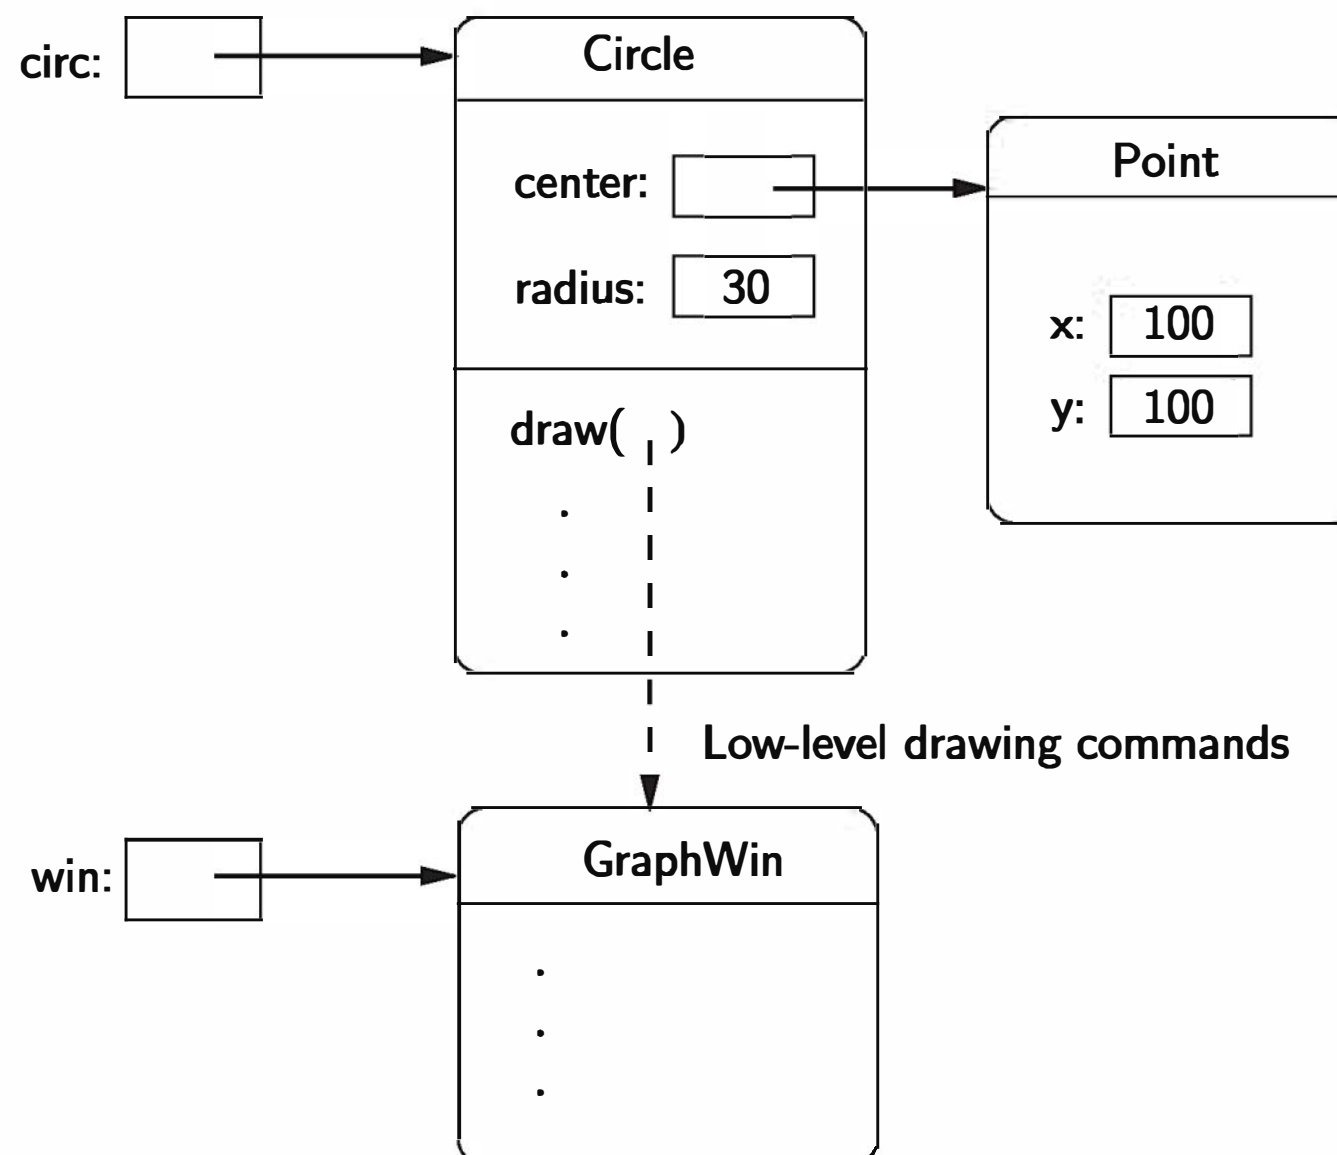 circ:
Circle
center:
radius: 30
draw( )
.
.
.
Point
x: 100
y: 100
Low-level drawing commands
win:
GraphWin
.
.
.